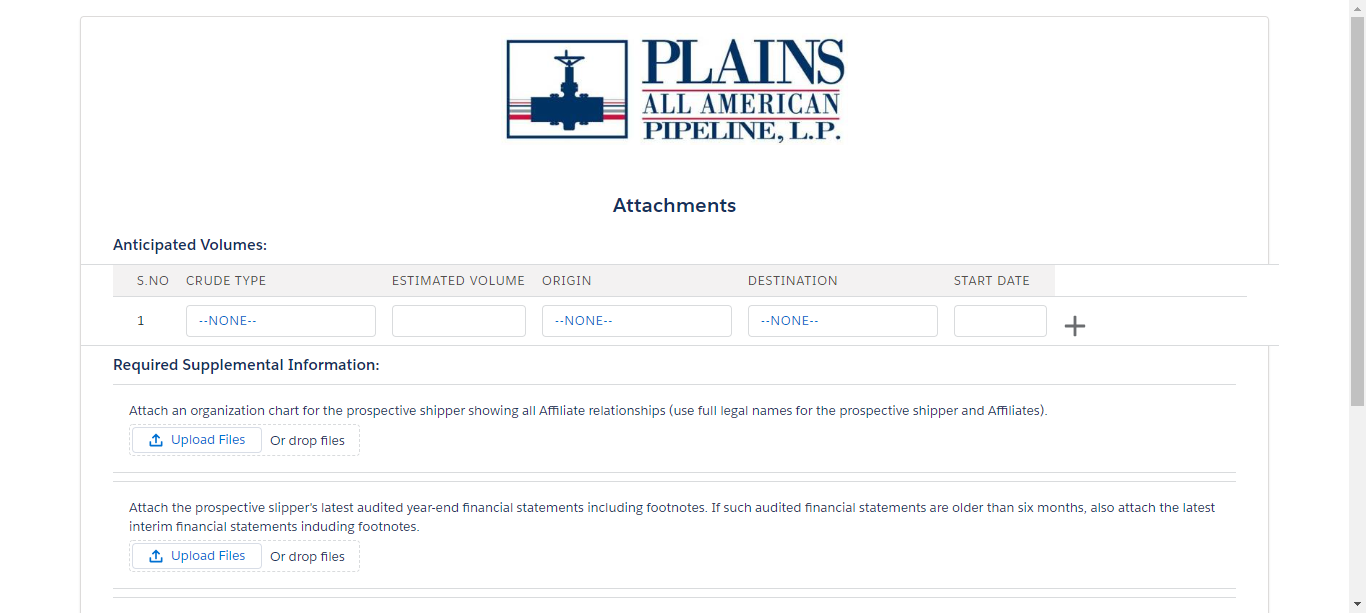 PLAINS
ALL AMERICAN
PIPELINE, L.P.
Attachments
Anticipated Volumes:
S.NO CRUDE TYPE ESTIMATED VOLUME ORIGIN DESTINATION START DATE
1 --NONE-- --NONE-- --NONE--
Required Supplemental Information:
Attach an organization chart for the prospective shipper showing all Affiliate relationships (use full legal names for the prospective shipper and Affiliates).
Upload Files Or drop files
Attach the prospective slipper's latest audited year-end financial statements including footnotes. If such audited financial statements are older than six months, also attach the latest
interim financial statements induding footnotes.
Upload Files Or drop files